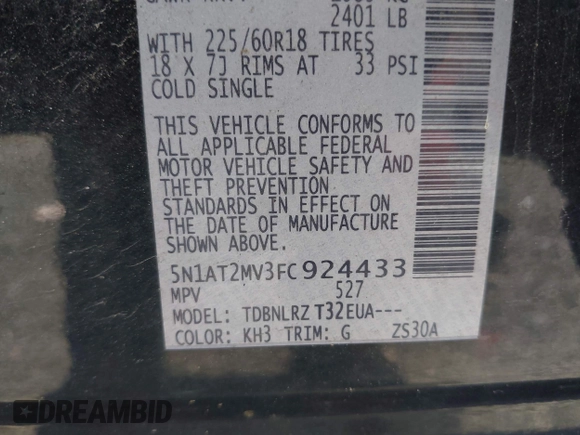 2401 LB
WITH 225/60R18 TIRES
18 X 7J RIMS AT 33 PSI
COLD SINGLE
THIS VEHICLE CONFORMS TO
ALL APPLICABLE FEDERAL
MOTOR VEHICLE SAFETY AND
THEFT PREVENTION
STANDARDS IN EFFECT ON
THE DATE OF MANUFACTURE
SHOWN ABOVE.
5N1AT2MV3FC924433
MPV 527
MODEL: TDBNLRZ T32EUA---
COLOR: KH3 TRIM: G ZS30A
DREAMBID